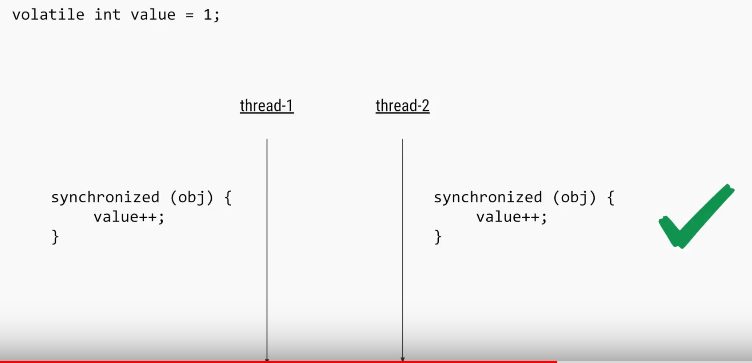 volatile int value = 1;
thread-1
thread-2
synchronized (obj) {
value++;
}
synchronized (obj) {
value++;
}